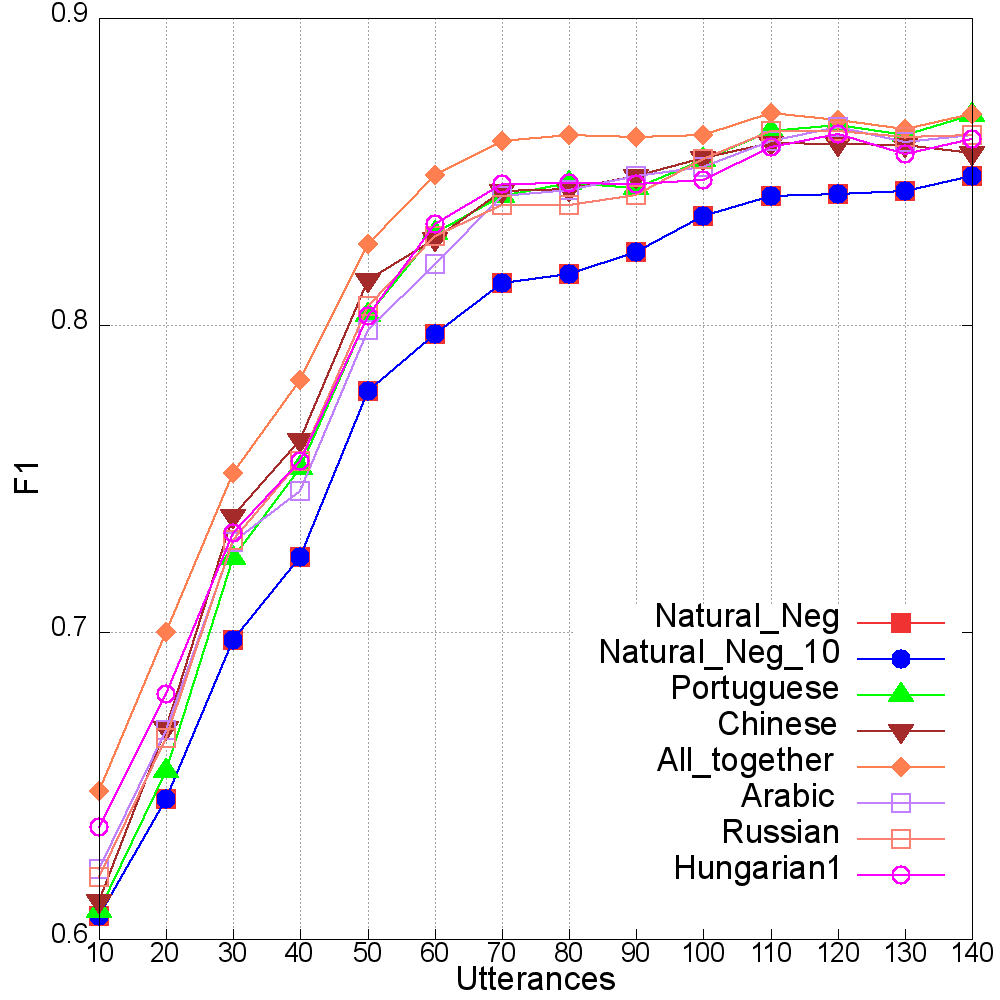 0.9
0.8
0.7
0.6
F1
Natural_Neg
Natural_Neg_10
Portuguese
Chinese
All_together
Arabic
Russian
Hungarian1
10 20 30 40 50 60 70 80 90 100 110 120 130 140
Utterances